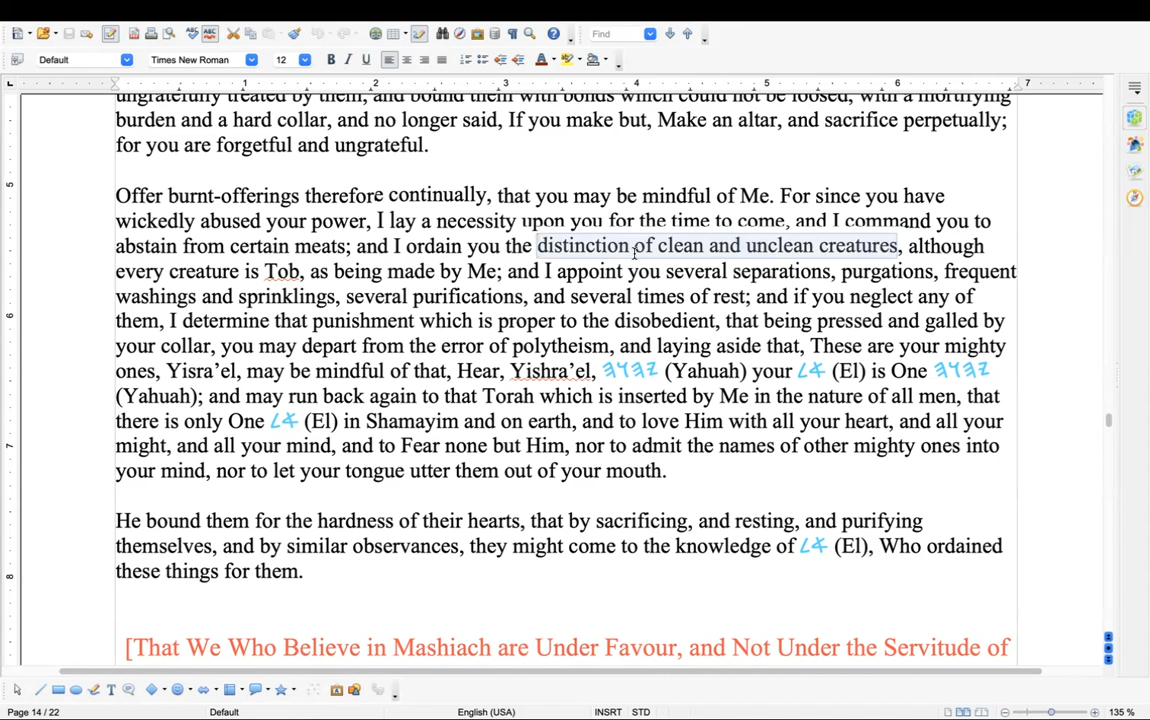 Find
Default
Times New Roman
12
1 2 3 4 5 6 7
ungratefully treated by them, and bound them with bonds which could not be loosed, with a mortifying
burden and a hard collar, and no longer said, If you make but, Make an altar, and sacrifice perpetually;
for you are forgetful and ungrateful.
Offer burnt-offerings therefore continually, that you may be mindful of Me. For since you have
wickedly abused your power, I lay a necessity upon you for the time to come, and I command you to
abstain from certain meats; and I ordain you the distinction of clean and unclean creatures, although
every creature is Tob, as being made by Me; and I appoint you several separations, purgations, frequent
washings and sprinklings, several purifications, and several times of rest; and if you neglect any of
them, I determine that punishment which is proper to the disobedient, that being pressed and galled by
your collar, you may depart from the error of polytheism, and laying aside that, These are your mighty
ones, Yisra’el, may be mindful of that, Hear, Yishra’el, 𐤄𐤅𐤄𐤉 (Yahuah) your 𐤋𐤀 (El) is One 𐤄𐤅𐤄𐤉
(Yahuah); and may run back again to that Torah which is inserted by Me in the nature of all men, that
there is only One 𐤋𐤀 (El) in Shamayim and on earth, and to love Him with all your heart, and all your
might, and all your mind, and to Fear none but Him, nor to admit the names of other mighty ones into
your mind, nor to let your tongue utter them out of your mouth.
He bound them for the hardness of their hearts, that by sacrificing, and resting, and purifying
themselves, and by similar observances, they might come to the knowledge of 𐤋𐤀 (El), Who ordained
these things for them.
[That We Who Believe in Mashiach are Under Favour, and Not Under the Servitude of
Page 14 / 22 Default English (USA) INSRT STD 135 %